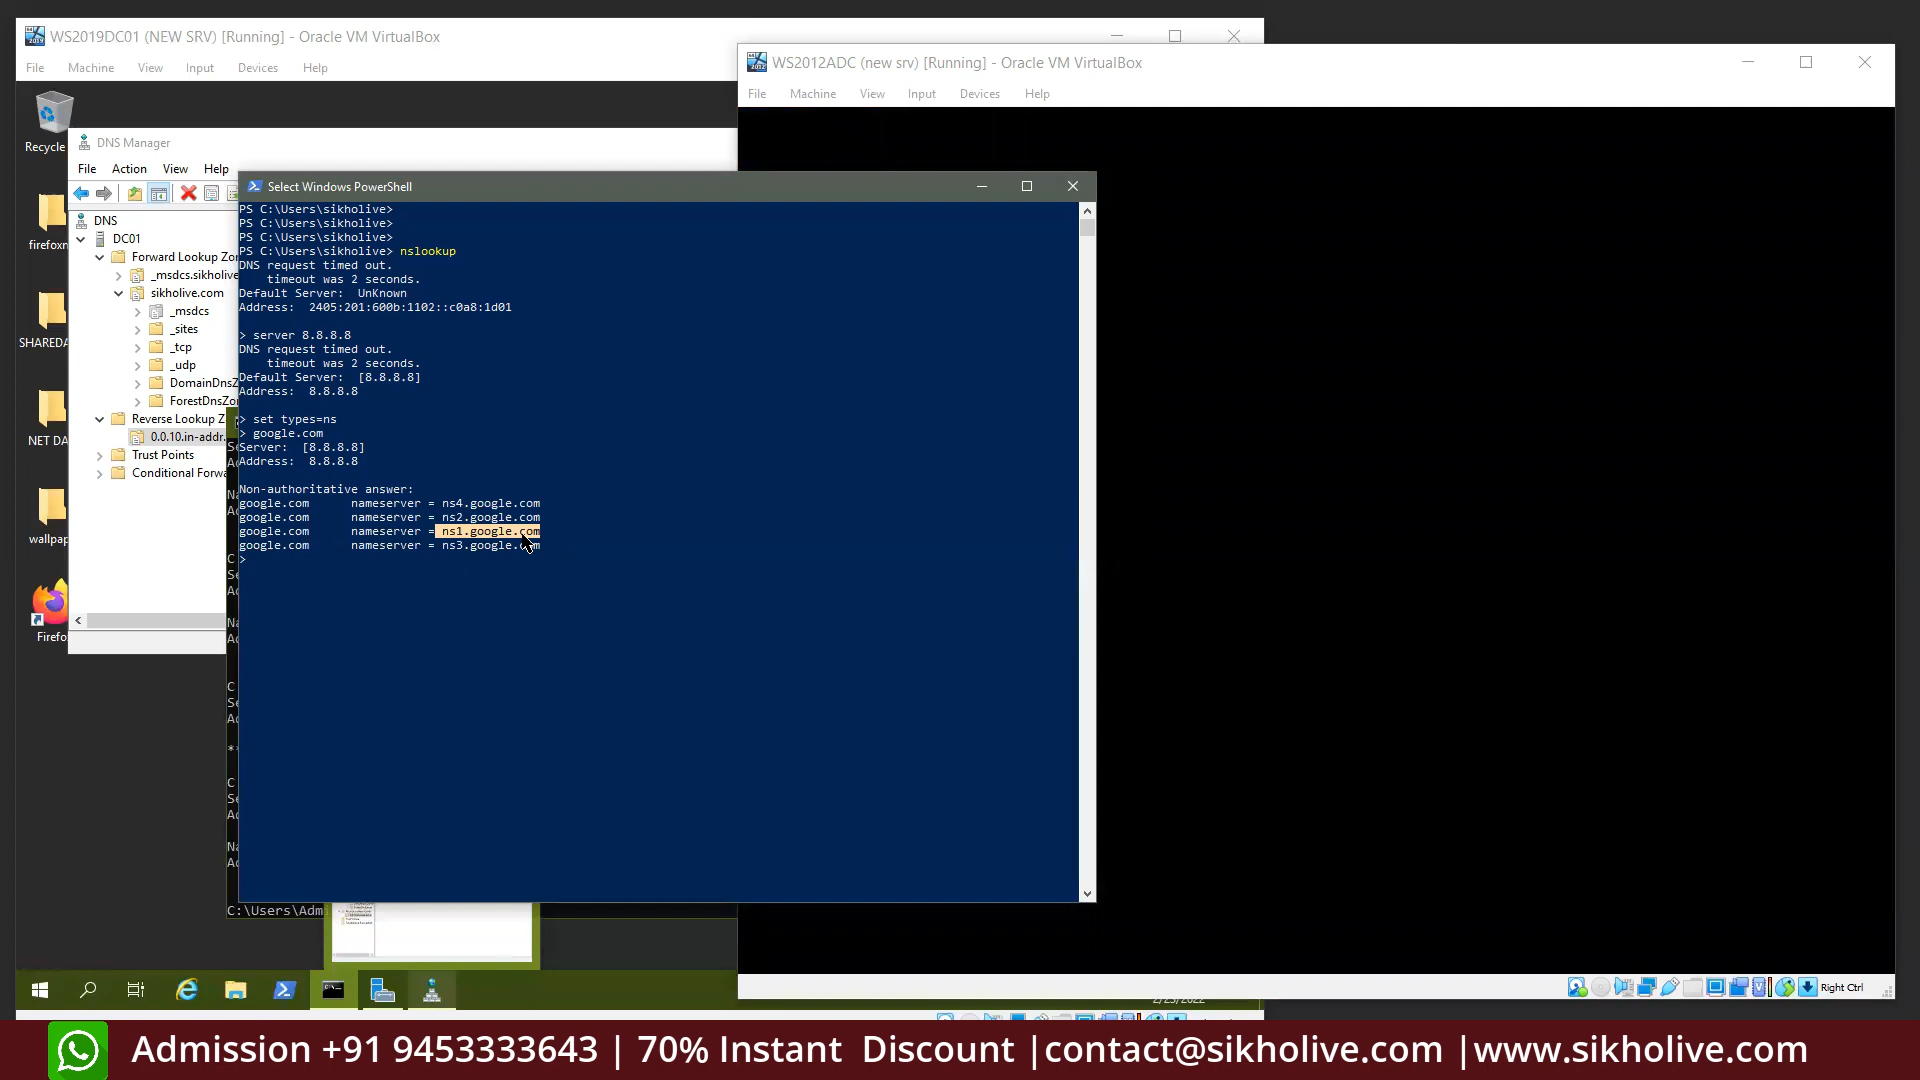 WS2019DC01 (NEW SRV) [Running] - Oracle VM VirtualBox
File Machine View Input Devices Help
WS2012ADC (new srv) [Running] - Oracle VM VirtualBox
File Machine View Input Devices Help
Recycle
firefoxn
SHAREDA
NET DA
wallpap
Firefo
DNS Manager
File Action View Help
DNS
DC01
Forward Lookup Zo
_msdcs.sikholive
sikholive.com
_msdcs
_sites
_tcp
_udp
DomainDnsZ
ForestDnsZo
Reverse Lookup Z
0.0.10.in-addr.
Trust Points
Conditional Forwa
Select Windows PowerShell
PS C:\Users\sikholive>
PS C:\Users\sikholive>
PS C:\Users\sikholive>
PS C:\Users\sikholive> nslookup
DNS request timed out.
timeout was 2 seconds.
Default Server: UnKnown
Address: 2405:201:600b:1102::c0a8:1d01
> server 8.8.8.8
DNS request timed out.
timeout was 2 seconds.
Default Server: [8.8.8.8]
Address: 8.8.8.8
> set types=ns
> google.com
Server: [8.8.8.8]
Address: 8.8.8.8
Non-authoritative answer:
google.com nameserver = ns4.google.com
google.com nameserver = ns2.google.com
google.com nameserver = ns1.google.com
google.com nameserver = ns3.google.com
>
C:\Users\Adm
Right Ctrl
2/23/2022
Admission +91 9453333643 | 70% Instant Discount |contact@sikholive.com |www.sikholive.com